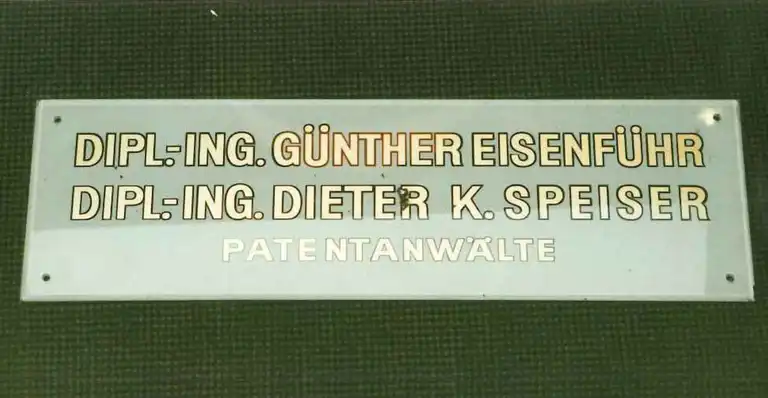 DIPL.-ING. GÜNTHER EISENFÜHR
DIPL.-ING. DIETER K. SPEISER
PATENTANWÄLTE